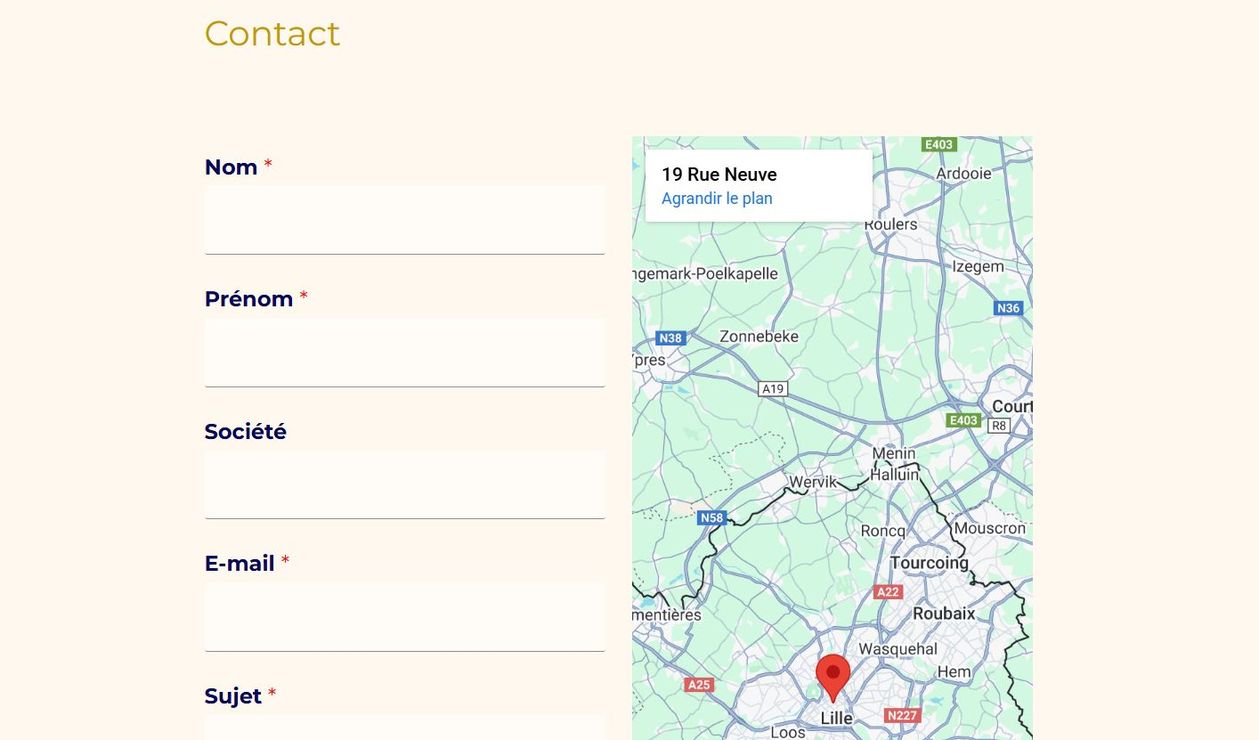 Contact
Nom *
Prénom *
Société
E-mail *
Sujet *
19 Rue Neuve
Agrandir le plan
E403
Ardooie
Roulers
ngemark-Poelkapelle
Izegem
N36
N38
Zonnebeke
Ypres
A19
Court
E403
R8
Menin
Halluin
Wervik
N58
Roncq
Mouscron
Tourcoing
A22
Roubaix
mentières
Wasquehal
Hem
A25
Lille
N227
Loos